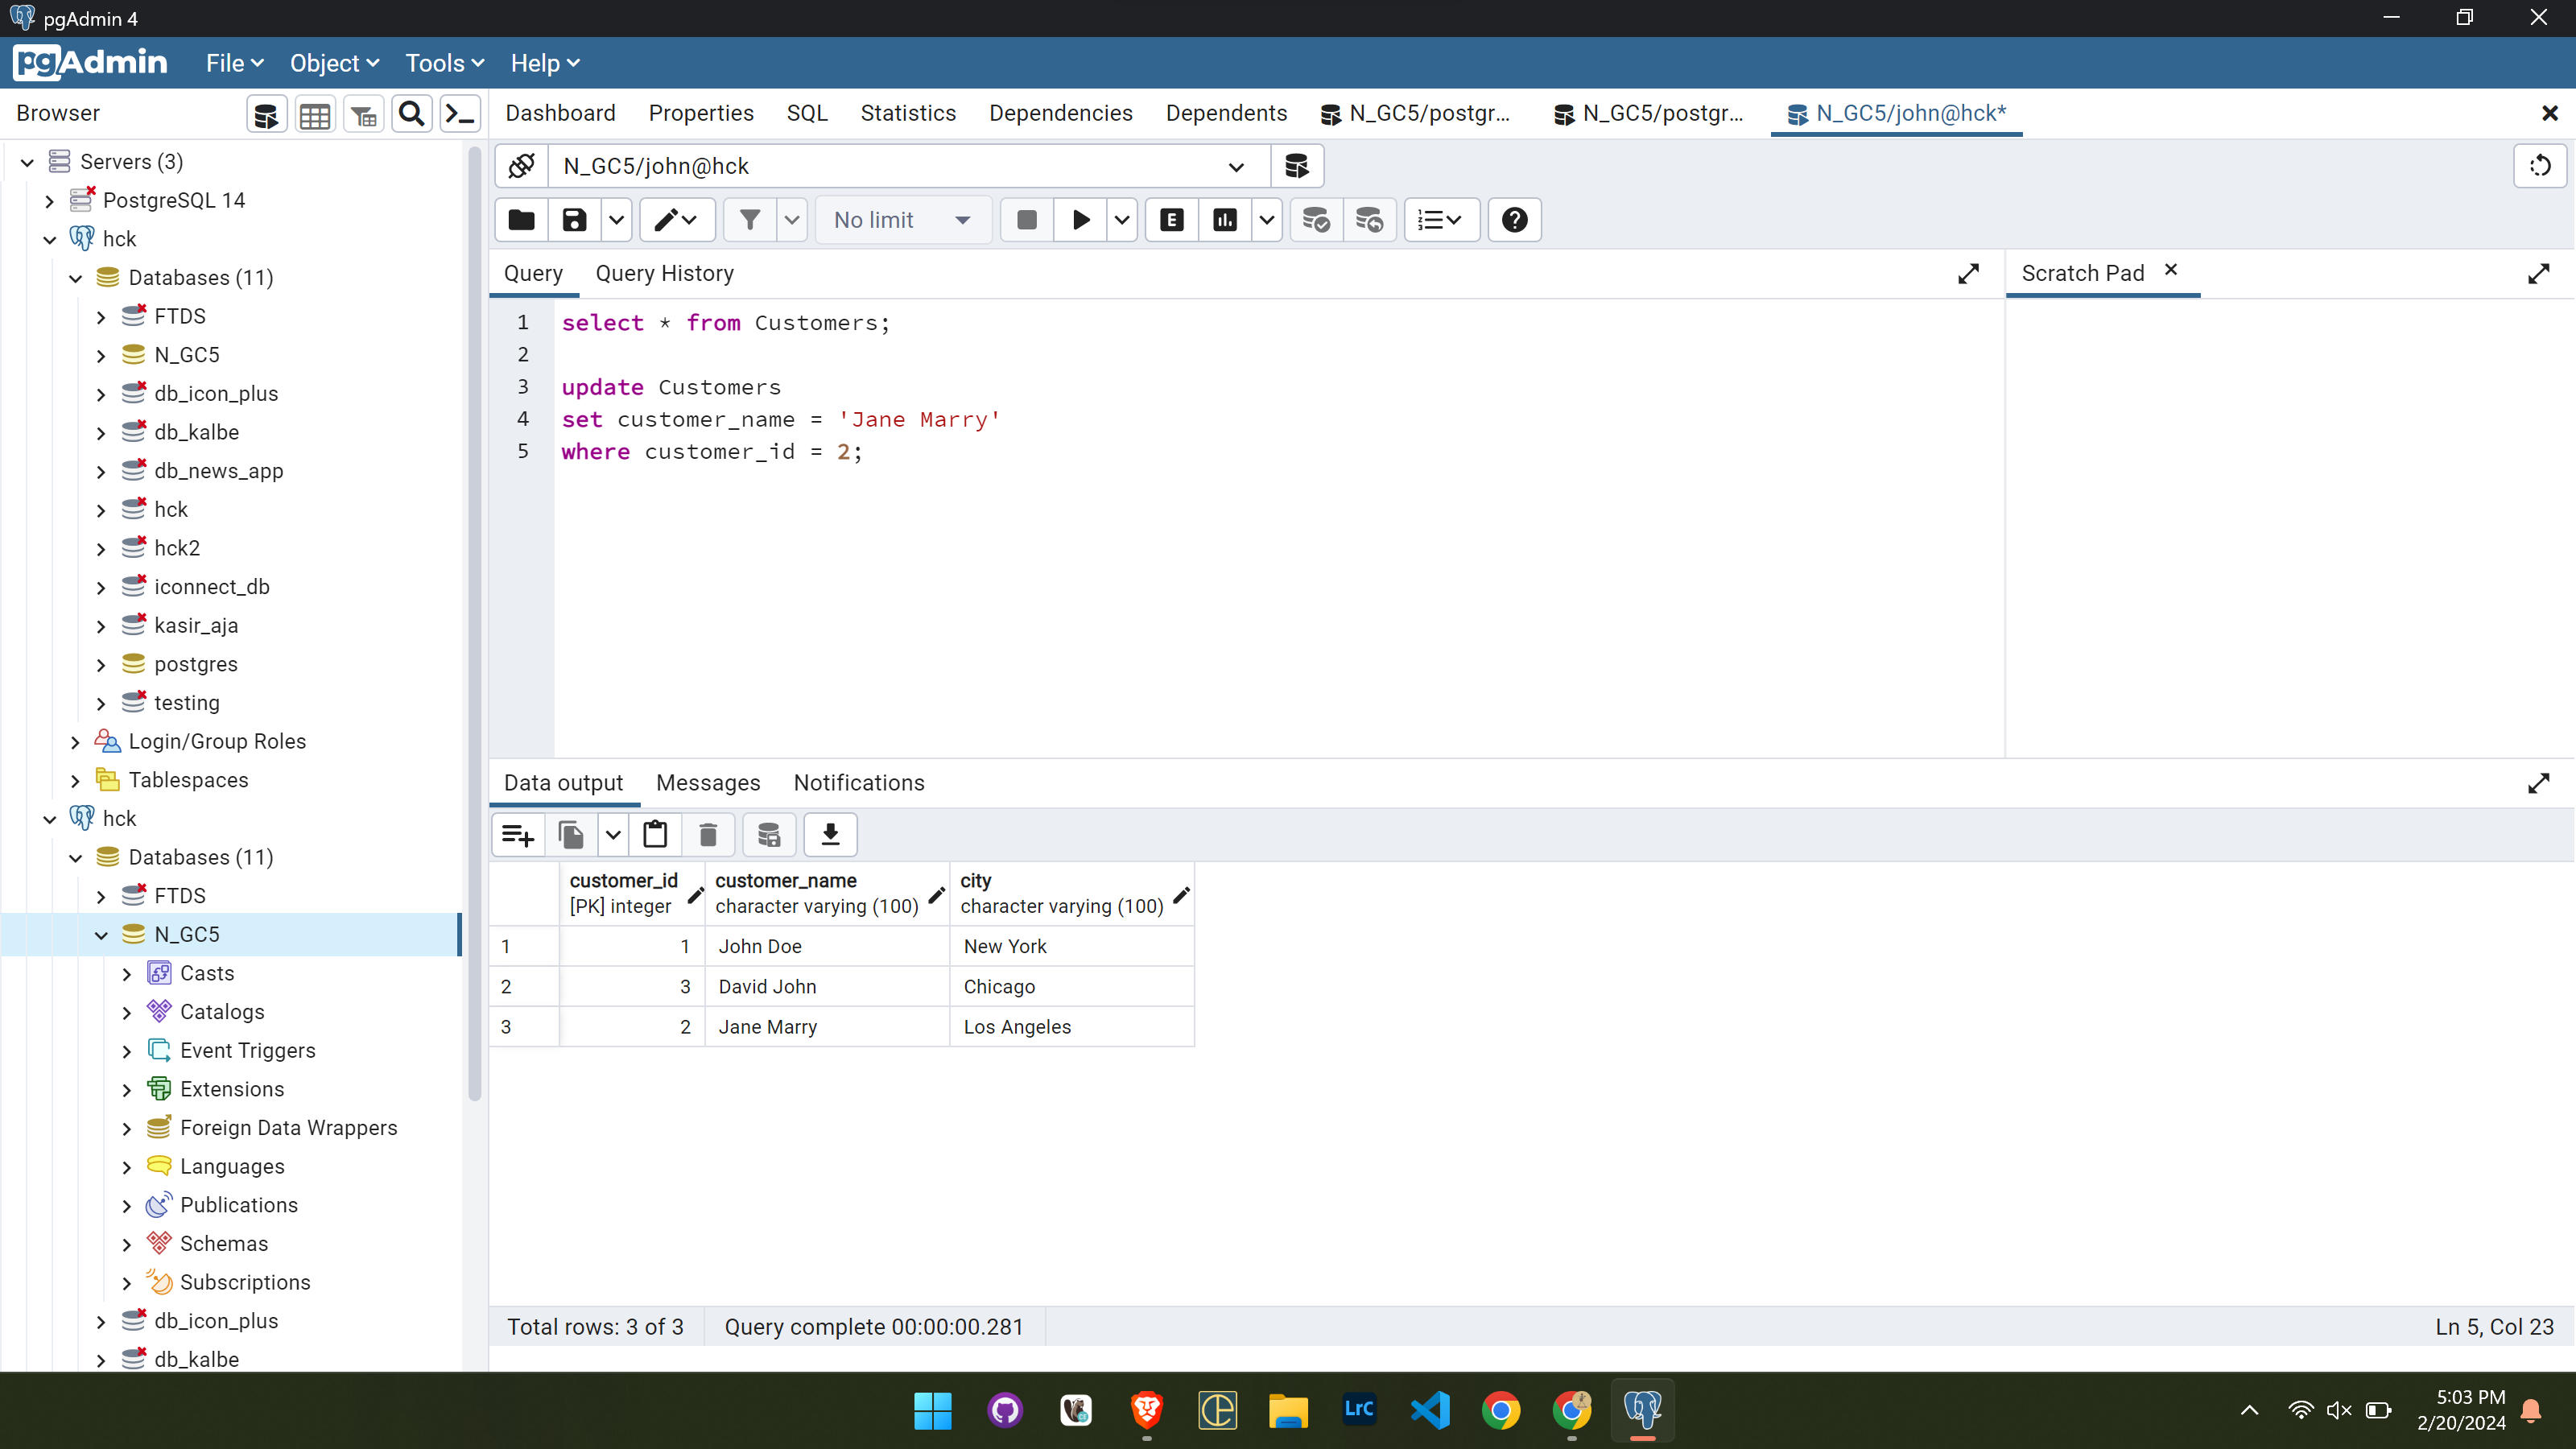 pgAdmin 4
pgAdmin File Object Tools Help
Browser
Dashboard Properties SQL Statistics Dependencies Dependents N_GC5/postgr... N_GC5/postgr... N_GC5/john@hck*
Servers (3)
PostgreSQL 14
hck
Databases (11)
FTDS
N_GC5
db_icon_plus
db_kalbe
db_news_app
hck
hck2
iconnect_db
kasir_aja
postgres
testing
Login/Group Roles
Tablespaces
hck
Databases (11)
FTDS
N_GC5
Casts
Catalogs
Event Triggers
Extensions
Foreign Data Wrappers
Languages
Publications
Schemas
Subscriptions
db_icon_plus
db_kalbe
N_GC5/john@hck
No limit
E
Query Query History
Scratch Pad
1 select * from Customers;
2
3 update Customers
4 set customer_name = 'Jane Marry'
5 where customer_id = 2;
Data output Messages Notifications
customer_id customer_name city
[PK] integer character varying (100) character varying (100)
1 1 John Doe New York
2 3 David John Chicago
3 2 Jane Marry Los Angeles
Total rows: 3 of 3 Query complete 00:00:00.281 Ln 5, Col 23
LrC
5:03 PM
2/20/2024